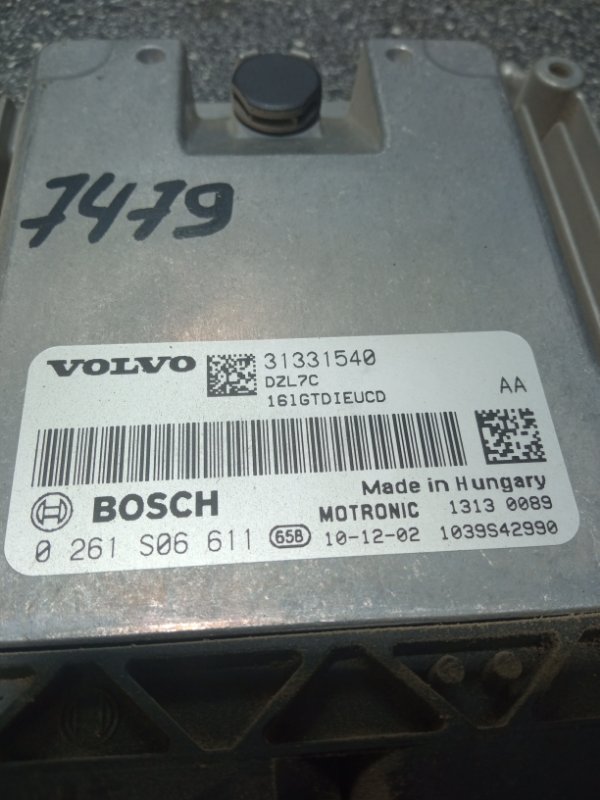 7479
VOLVO 31331540
DZL7C
161GTDIEUCD AA
Made in Hungary
BOSCH MOTRONIC 1313 0089
0 261 S06 611 65B 10-12-02 1039S42990